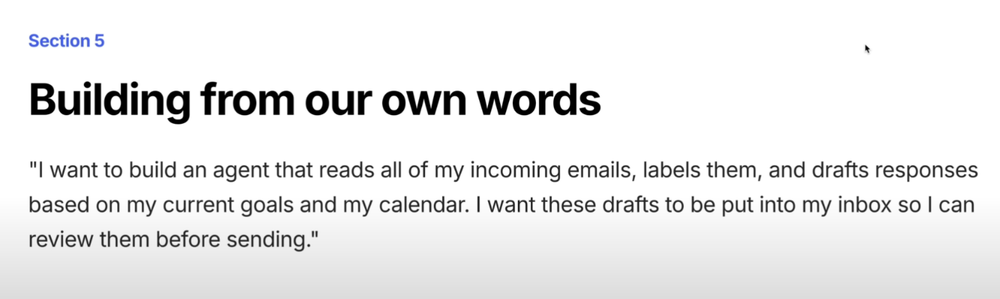 Section 5
Building from our own words
"I want to build an agent that reads all of my incoming emails, labels them, and drafts responses
based on my current goals and my calendar. I want these drafts to be put into my inbox so I can
review them before sending."